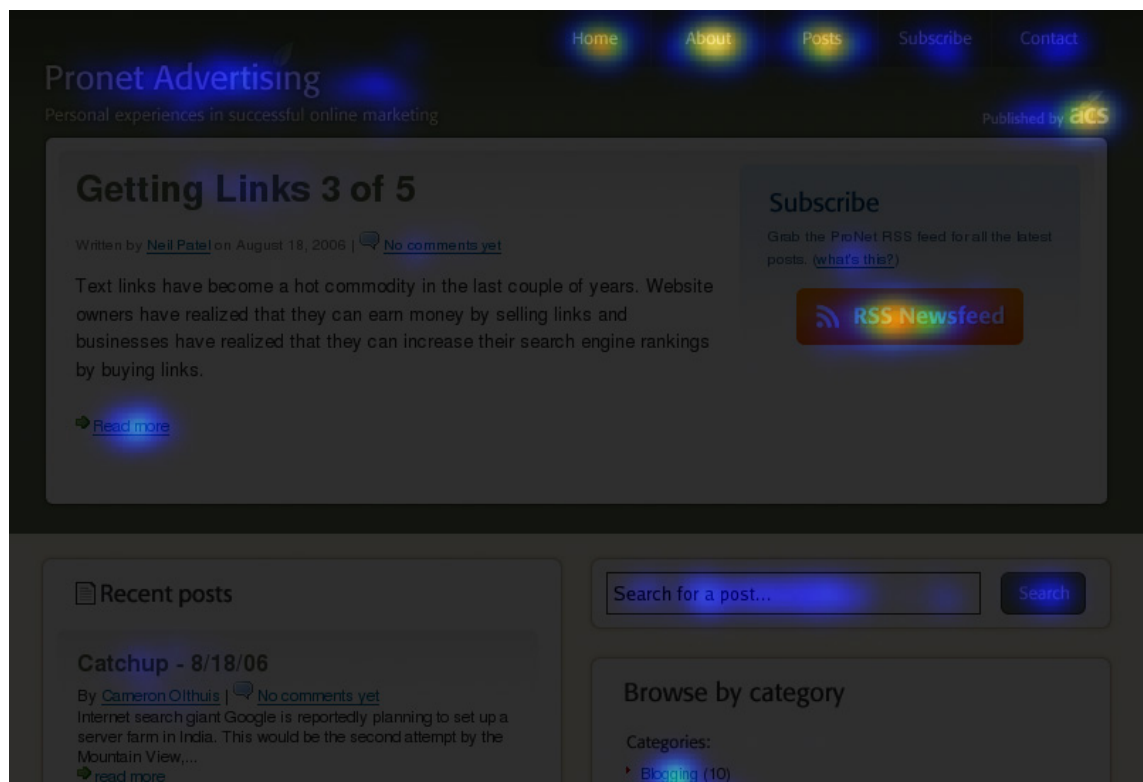 Home About Posts Subscribe Contact
Pronet Advertising
Personal experiences in successful online marketing
Published by acs
Getting Links 3 of 5
Written by Neil Patel on August 18, 2006 | No comments yet
Text links have become a hot commodity in the last couple of years. Website
owners have realized that they can earn money by selling links and
businesses have realized that they can increase their search engine rankings
by buying links.
Read more
Subscribe
Grab the ProNet RSS feed for all the latest
posts. (what's this?)
RSS Newsfeed
Recent posts
Catchup - 8/18/06
By Cameron Olthuis | No comments yet
Internet search giant Google is reportedly planning to set up a
server farm in India. This would be the second attempt by the
Mountain View,...
read more
Search for a post... Search
Browse by category
Categories:
Blogging (10)